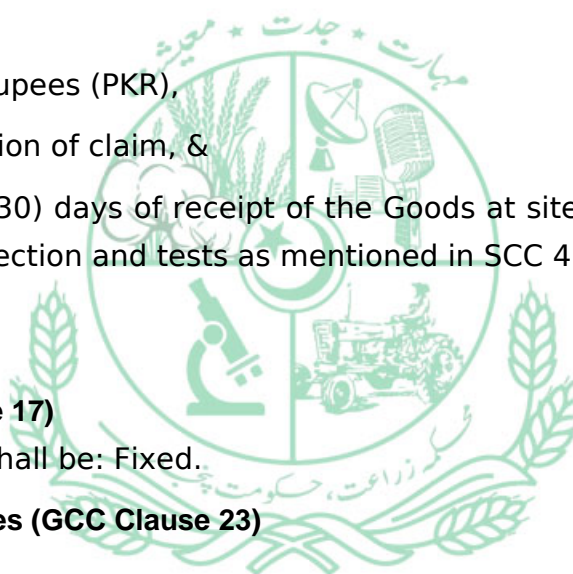 مہارت ٭ جدت ٭ معیشت
upees (PKR),
ion of claim, &
30) days of receipt of the Goods at site
ection and tests as mentioned in SCC 4
e 17)
hall be: Fixed.
محکمہ زراعت، حکومت پنجاب
es (GCC Clause 23)